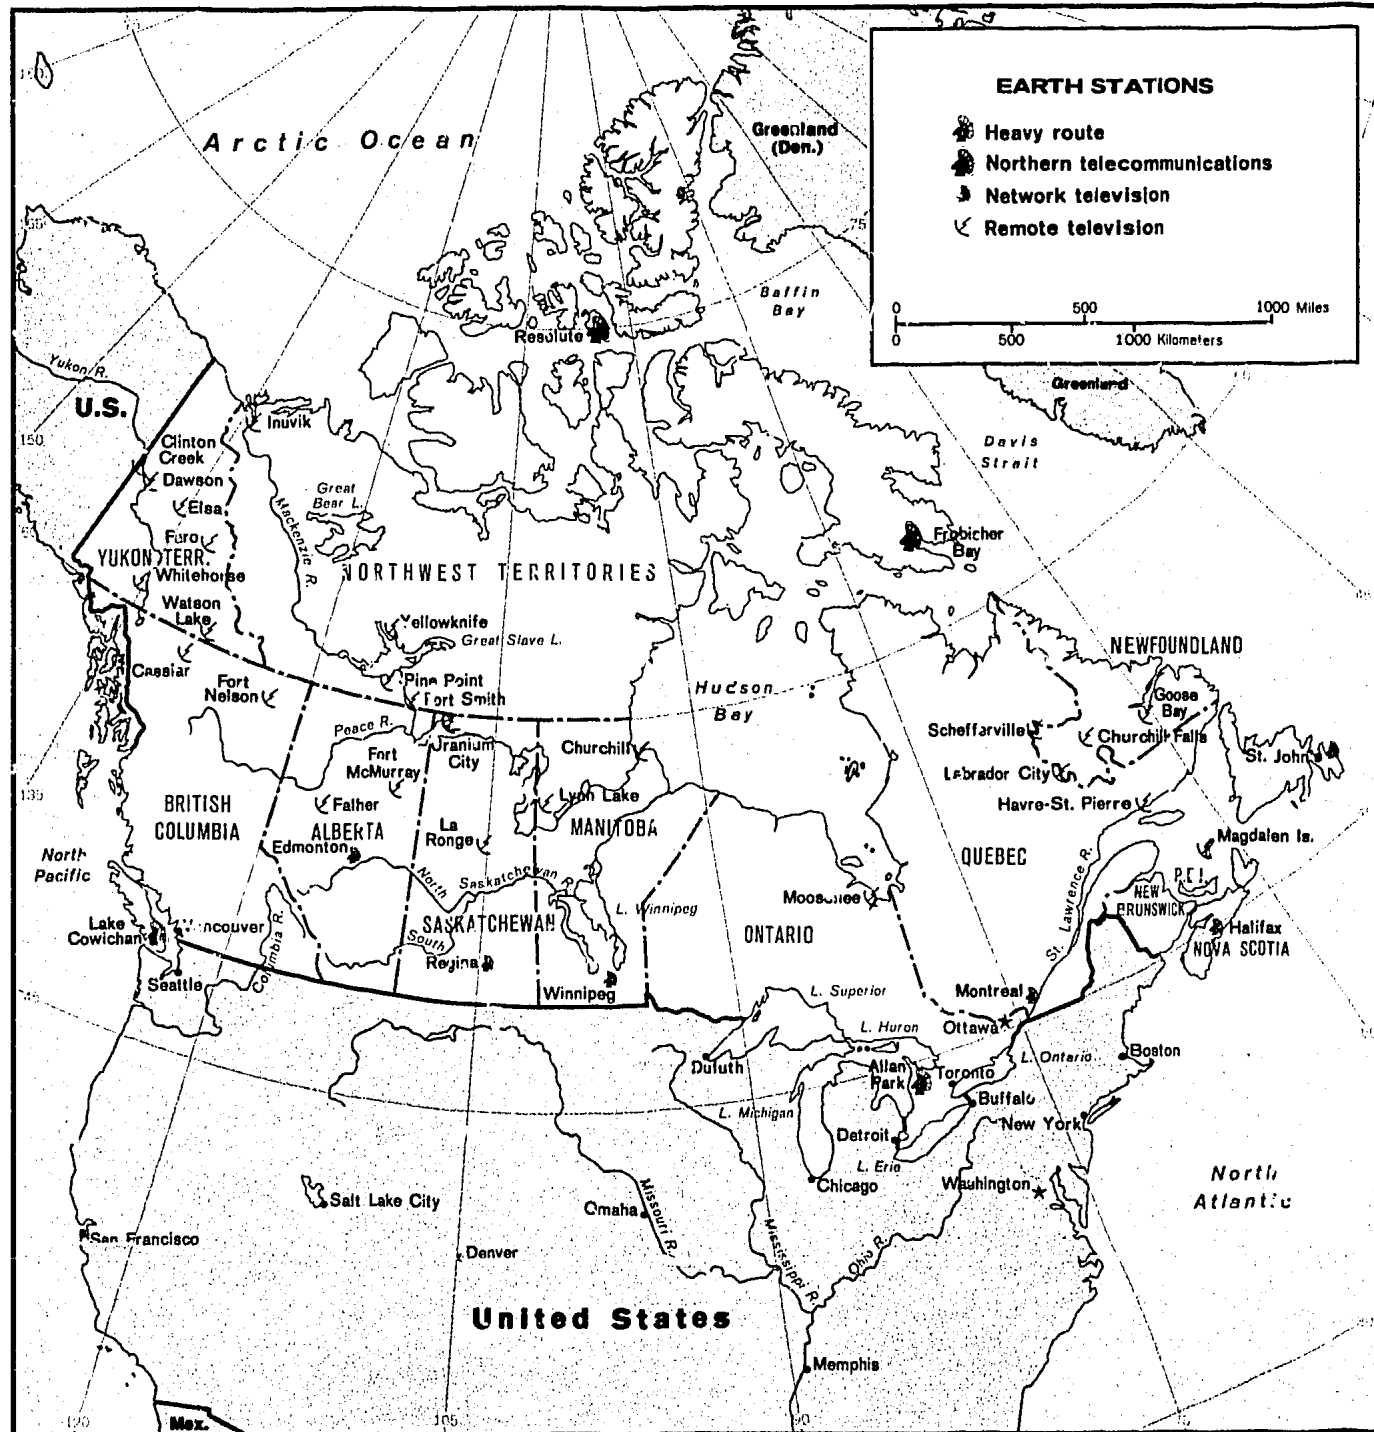 EARTH STATIONS
Heavy route
Northern telecommunications
Network television
Remote television
0
500
1000 Miles
0
500
1000 Kilometers
Arctic Ocean
Greenland
(Den.)
75
Baffin
Bay
Resolute
Greenland
Yukon R.
U.S.
150
Inuvik
Davis
Strait
Clinton
Creek
Dawson
Elsa
Great
Bear L.
Mackenzie R.
Faro
YUKON TERR.
Whitehorse
Frobicher
Bay
NORTHWEST TERRITORIES
Watson
Lake
Yellowknife
Great Slave L.
NEWFOUNDLAND
Cassiar
Fort
Nelson
Pine Point
Fort Smith
Hudson
Bay
Goose
Bay
Peace R.
Uranium
City
Churchill
Schefferville
Churchill Falls
St. John's
Fort
McMurray
Labrador City
135
BRITISH
COLUMBIA
Falher
ALBERTA
Lynn Lake
MANITOBA
Havre-St. Pierre
La
Ronge
Magdalen Is.
Edmonton
QUEBEC
North
Pacific
North
Saskatchewan R.
St. Lawrence R.
P.E.I.
NEW
BRUNSWICK
Moosonee
L. Winnipeg
Lake
Cowichan
Columbia R.
SASKATCHEWAN
South
ONTARIO
Halifax
NOVA SCOTIA
Regina
Seattle
Winnipeg
L. Superior
Montreal
Ottawa
L. Huron
Duluth
Allan
Park
Toronto
L. Ontario
Boston
L. Michigan
Buffalo
New York
Detroit
L. Erie
Chicago
Washington
North
Atlantic
Salt Lake City
Omaha
Missouri R.
San Francisco
Denver
Mississippi R.
Ohio R.
United States
Memphis
Mex.
120
105
90